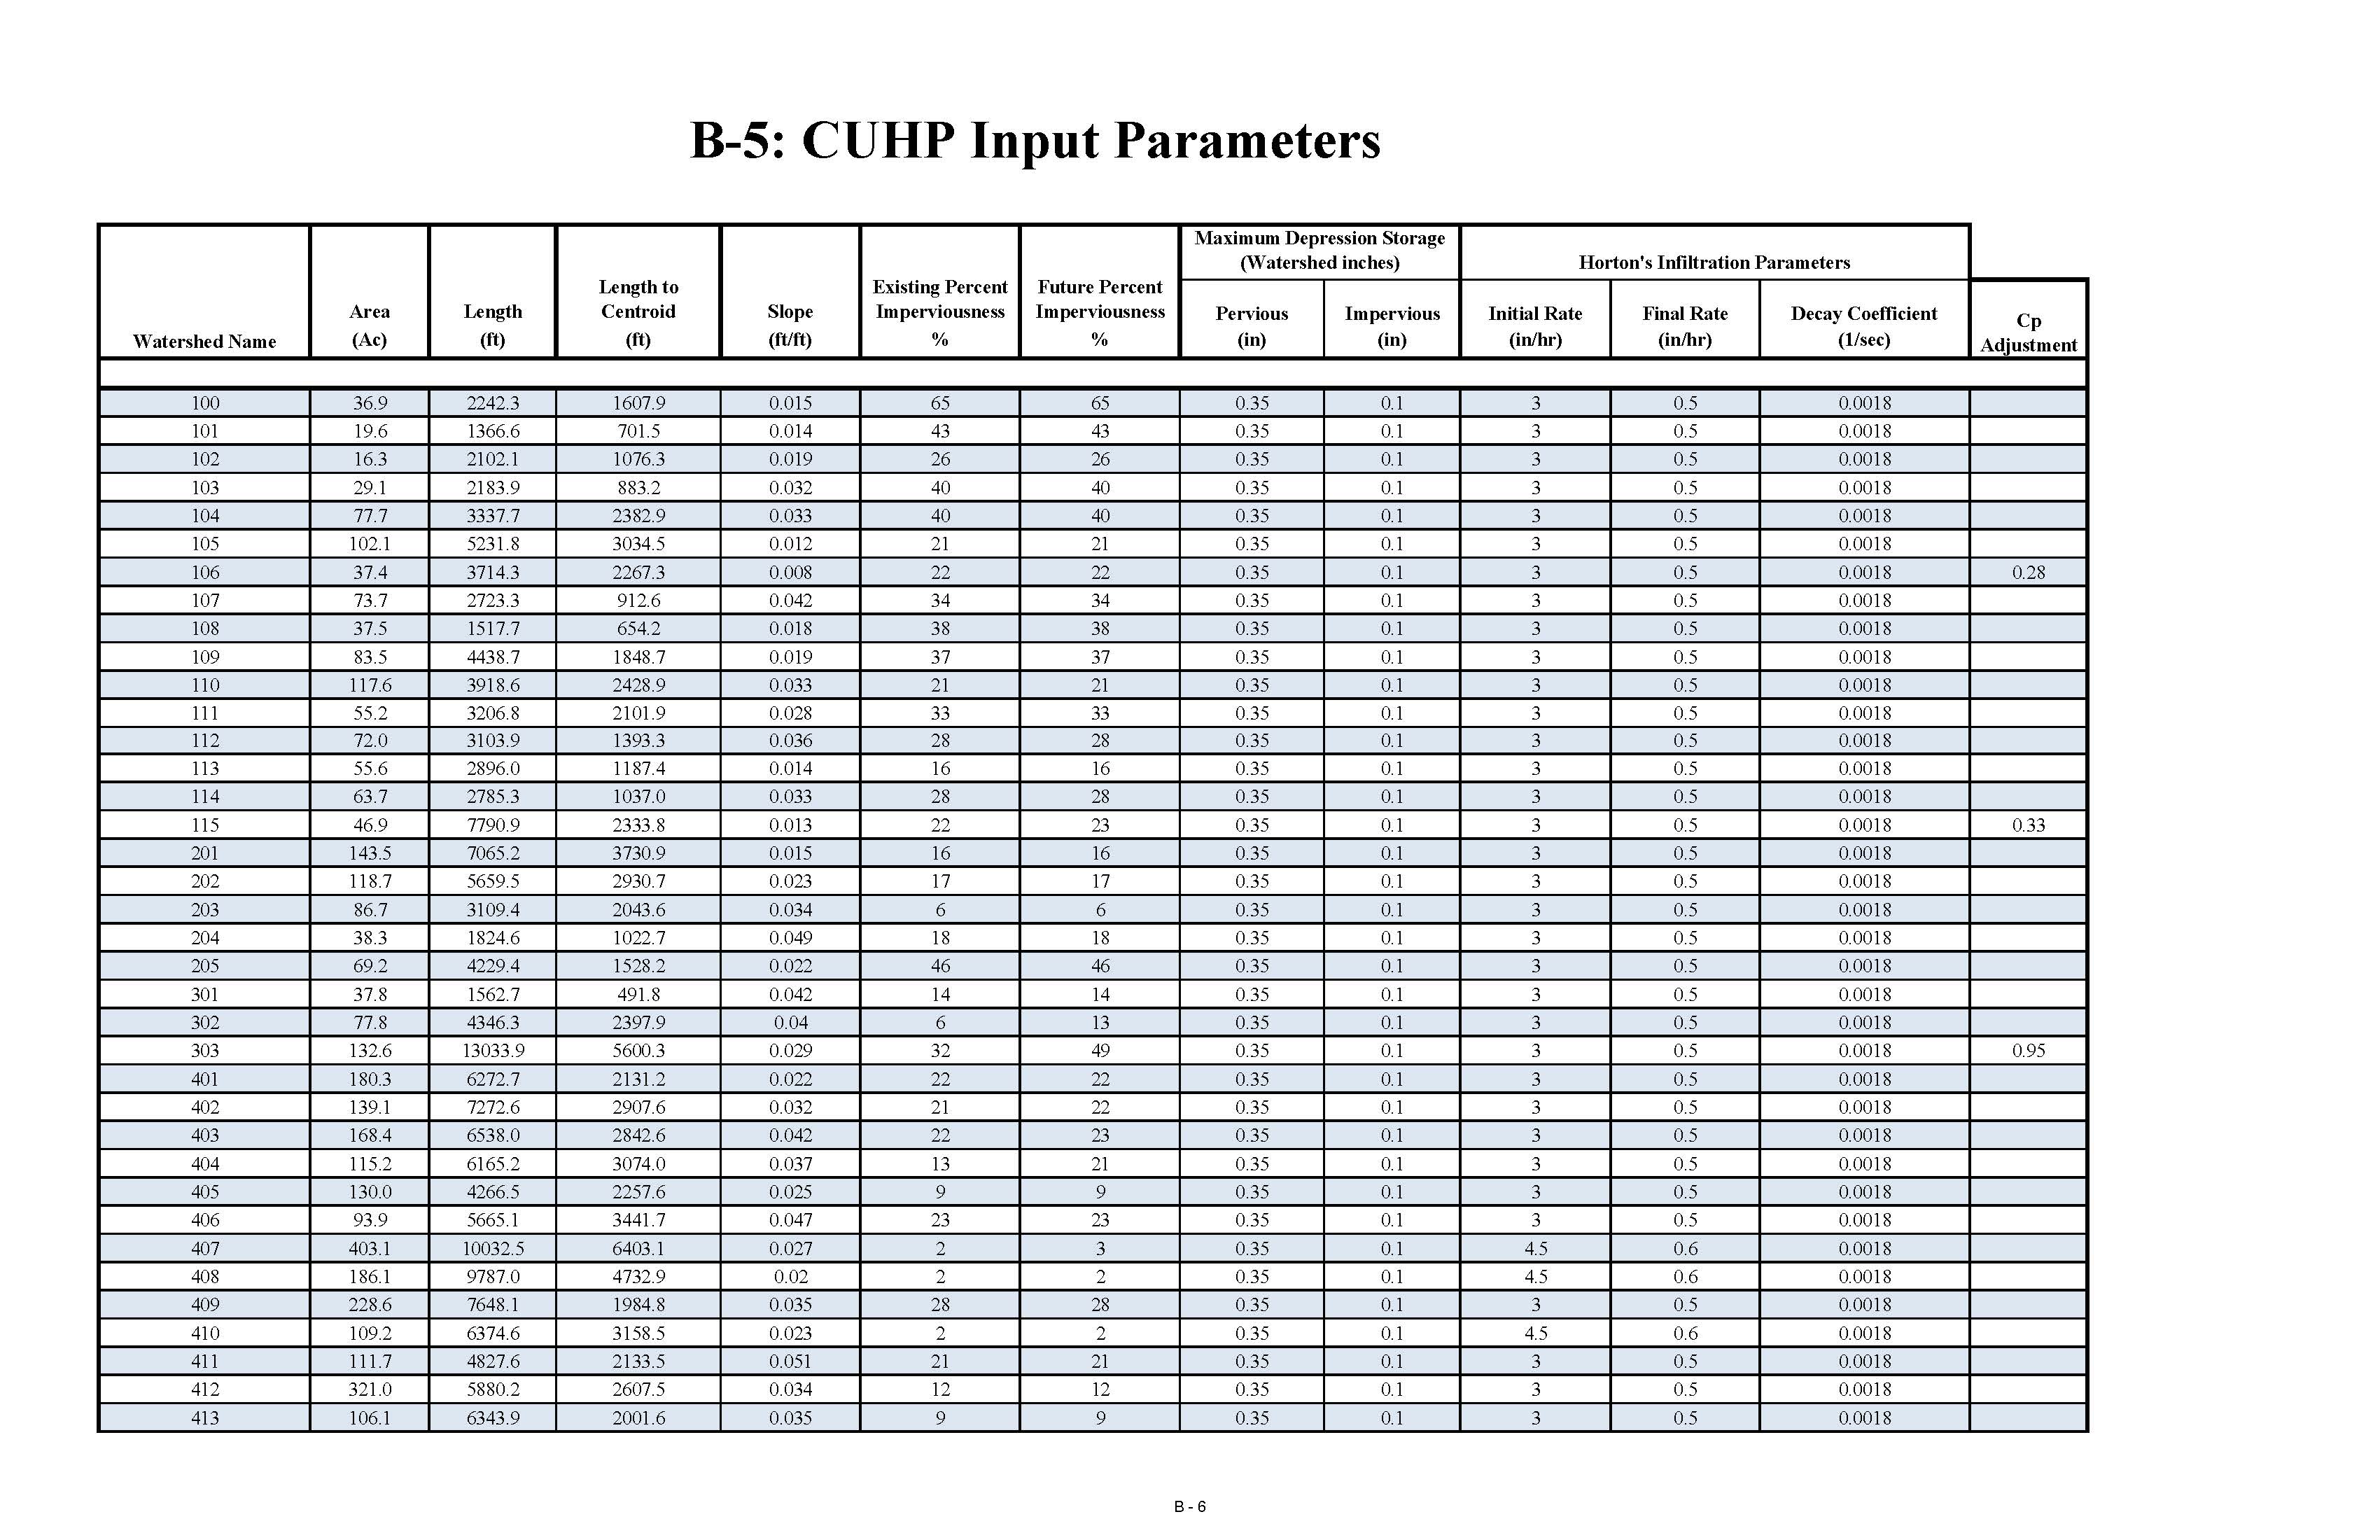 B-5: CUHP Input Parameters
Maximum Depression Storage
(Watershed inches) Horton's Infiltration Parameters
Watershed Name Area (Ac) Length (ft) Length to Centroid (ft) Slope (ft/ft) Existing Percent Imperviousness % Future Percent Imperviousness % Pervious (in) Impervious (in) Initial Rate (in/hr) Final Rate (in/hr) Decay Coefficient (1/sec) Cp Adjustment
100 36.9 2242.3 1607.9 0.015 65 65 0.35 0.1 3 0.5 0.0018
101 19.6 1366.6 701.5 0.014 43 43 0.35 0.1 3 0.5 0.0018
102 16.3 2102.1 1076.3 0.019 26 26 0.35 0.1 3 0.5 0.0018
103 29.1 2183.9 883.2 0.032 40 40 0.35 0.1 3 0.5 0.0018
104 77.7 3337.7 2382.9 0.033 40 40 0.35 0.1 3 0.5 0.0018
105 102.1 5231.8 3034.5 0.012 21 21 0.35 0.1 3 0.5 0.0018
106 37.4 3714.3 2267.3 0.008 22 22 0.35 0.1 3 0.5 0.0018 0.28
107 73.7 2723.3 912.6 0.042 34 34 0.35 0.1 3 0.5 0.0018
108 37.5 1517.7 654.2 0.018 38 38 0.35 0.1 3 0.5 0.0018
109 83.5 4438.7 1848.7 0.019 37 37 0.35 0.1 3 0.5 0.0018
110 117.6 3918.6 2428.9 0.033 21 21 0.35 0.1 3 0.5 0.0018
111 55.2 3206.8 2101.9 0.028 33 33 0.35 0.1 3 0.5 0.0018
112 72.0 3103.9 1393.3 0.036 28 28 0.35 0.1 3 0.5 0.0018
113 55.6 2896.0 1187.4 0.014 16 16 0.35 0.1 3 0.5 0.0018
114 63.7 2785.3 1037.0 0.033 28 28 0.35 0.1 3 0.5 0.0018
115 46.9 7790.9 2333.8 0.013 22 23 0.35 0.1 3 0.5 0.0018 0.33
201 143.5 7065.2 3730.9 0.015 16 16 0.35 0.1 3 0.5 0.0018
202 118.7 5659.5 2930.7 0.023 17 17 0.35 0.1 3 0.5 0.0018
203 86.7 3109.4 2043.6 0.034 6 6 0.35 0.1 3 0.5 0.0018
204 38.3 1824.6 1022.7 0.049 18 18 0.35 0.1 3 0.5 0.0018
205 69.2 4229.4 1528.2 0.022 46 46 0.35 0.1 3 0.5 0.0018
301 37.8 1562.7 491.8 0.042 14 14 0.35 0.1 3 0.5 0.0018
302 77.8 4346.3 2397.9 0.04 6 13 0.35 0.1 3 0.5 0.0018
303 132.6 13033.9 5600.3 0.029 32 49 0.35 0.1 3 0.5 0.0018 0.95
401 180.3 6272.7 2131.2 0.022 22 22 0.35 0.1 3 0.5 0.0018
402 139.1 7272.6 2907.6 0.032 21 22 0.35 0.1 3 0.5 0.0018
403 168.4 6538.0 2842.6 0.042 22 23 0.35 0.1 3 0.5 0.0018
404 115.2 6165.2 3074.0 0.037 13 21 0.35 0.1 3 0.5 0.0018
405 130.0 4266.5 2257.6 0.025 9 9 0.35 0.1 3 0.5 0.0018
406 93.9 5665.1 3441.7 0.047 23 23 0.35 0.1 3 0.5 0.0018
407 403.1 10032.5 6403.1 0.027 2 3 0.35 0.1 4.5 0.6 0.0018
408 186.1 9787.0 4732.9 0.02 2 2 0.35 0.1 4.5 0.6 0.0018
409 228.6 7648.1 1984.8 0.035 28 28 0.35 0.1 3 0.5 0.0018
410 109.2 6374.6 3158.5 0.023 2 2 0.35 0.1 4.5 0.6 0.0018
411 111.7 4827.6 2133.5 0.051 21 21 0.35 0.1 3 0.5 0.0018
412 321.0 5880.2 2607.5 0.034 12 12 0.35 0.1 3 0.5 0.0018
413 106.1 6343.9 2001.6 0.035 9 9 0.35 0.1 3 0.5 0.0018
B - 6